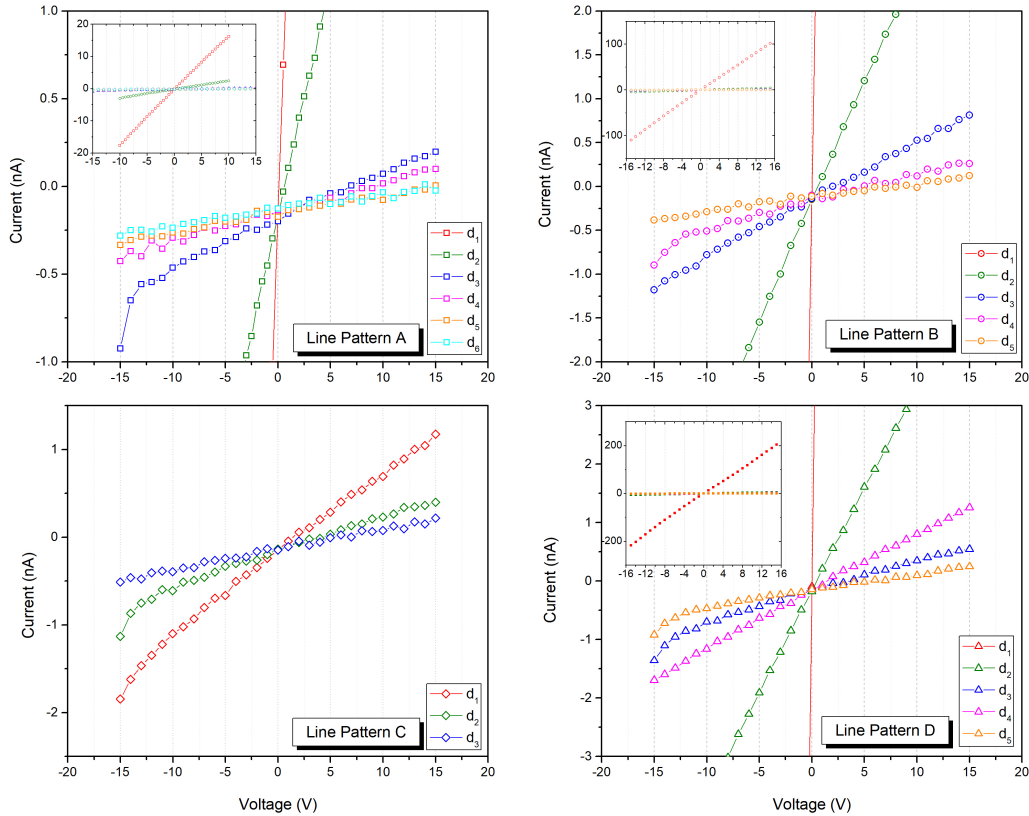 20
10
0
-10
-20
-15 -10 -5 0 5 10 15
1.0
0.5
0.0
-0.5
-1.0
-20 -15 -10 -5 0 5 10 15 20
Current (nA)
Line Pattern A
d1
d2
d3
d4
d5
d6
100
0
-100
-16 -12 -8 -4 0 4 8 12 16
2.0
1.5
1.0
0.5
0.0
-0.5
-1.0
-1.5
-2.0
-20 -15 -10 -5 0 5 10 15 20
Current (nA)
Line Pattern B
d1
d2
d3
d4
d5
1
0
-1
-2
-20 -15 -10 -5 0 5 10 15 20
Current (nA)
Voltage (V)
Line Pattern C
d1
d2
d3
200
0
-200
-16 -12 -8 -4 0 4 8 12 16
3
2
1
0
-1
-2
-3
-20 -15 -10 -5 0 5 10 15 20
Current (nA)
Voltage (V)
Line Pattern D
d1
d2
d3
d4
d5